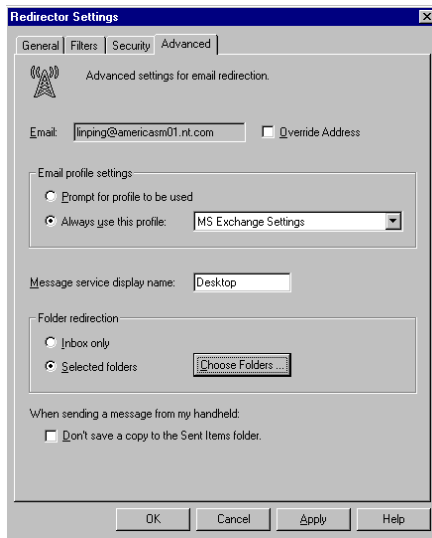 Redirector Settings
General Filters Security Advanced
Advanced settings for email redirection.
Email: linping@americasm01.nt.com Override Address
Email profile settings
Prompt for profile to be used
Always use this profile: MS Exchange Settings
Message service display name: Desktop
Folder redirection
Inbox only
Selected folders Choose Folders ...
When sending a message from my handheld:
Don't save a copy to the Sent Items folder.
OK Cancel Apply Help